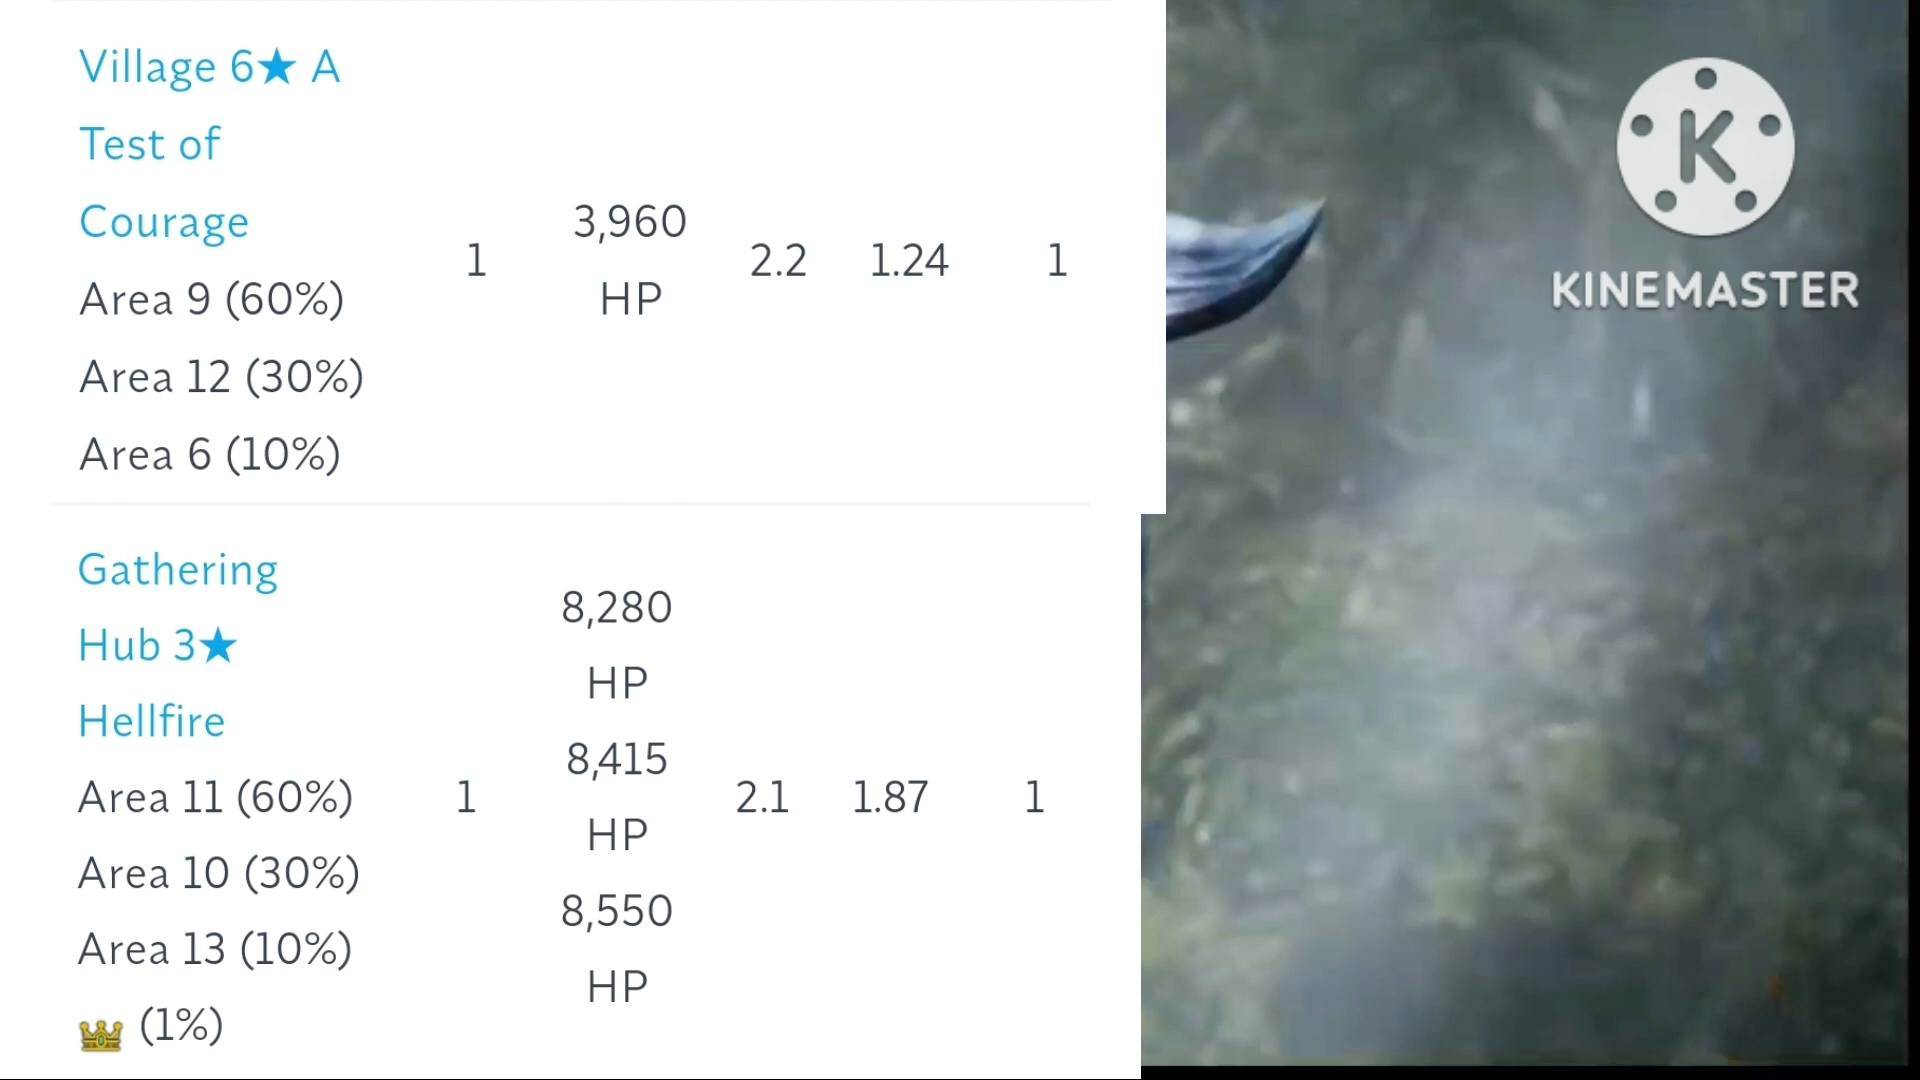 Village 6★ A
Test of
Courage
Area 9 (60%)
Area 12 (30%)
Area 6 (10%)
1
3,960
HP
2.2
1.24
1
Gathering
Hub 3★
Hellfire
Area 11 (60%)
Area 10 (30%)
Area 13 (10%)
(1%)
1
8,280
HP
8,415
HP
8,550
HP
2.1
1.87
1
K
KINEMASTER